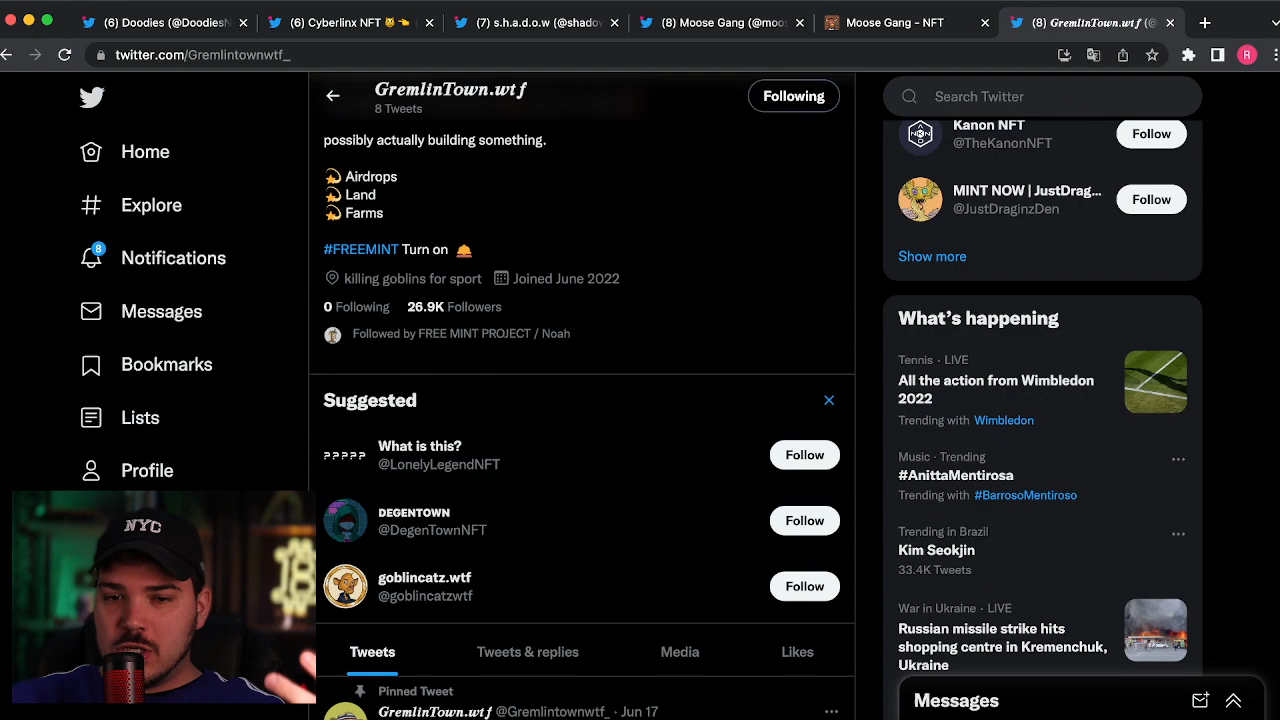 (6) Doodles (@DoodlesN
(6) Cyberlinx NFT
(7) s.h.a.d.o.w (@shado
(8) Moose Gang (@moos
Moose Gang - NFT
(8) GremlinTown.wtf (@
twitter.com/Gremlintownwtf_
R
GremlinTown.wtf
8 Tweets
Following
Search Twitter
Home
Explore
8
Notifications
Messages
Bookmarks
Lists
Profile
possibly actually building something.
Airdrops
Land
Farms
#FREEMINT Turn on
killing goblins for sport
Joined June 2022
0 Following 26.9K Followers
Followed by FREE MINT PROJECT / Noah
Suggested
What is this?
@LonelyLegendNFT
Follow
DEGENTOWN
@DegenTownNFT
Follow
goblincatz.wtf
@goblincatzwtf
Follow
Tweets
Tweets & replies
Media
Likes
Pinned Tweet
GremlinTown.wtf @Gremlintownwtf_ · Jun 17
Kanon NFT
@TheKanonNFT
Follow
MINT NOW | JustDrag...
@JustDraginzDen
Follow
Show more
What's happening
Tennis · LIVE
All the action from Wimbledon
2022
Trending with Wimbledon
Music · Trending
#AnittaMentirosa
Trending with #BarrosoMentiroso
Trending in Brazil
Kim Seokjin
33.4K Tweets
War in Ukraine · LIVE
Russian missile strike hits
shopping centre in Kremenchuk,
Ukraine
Messages
NYC